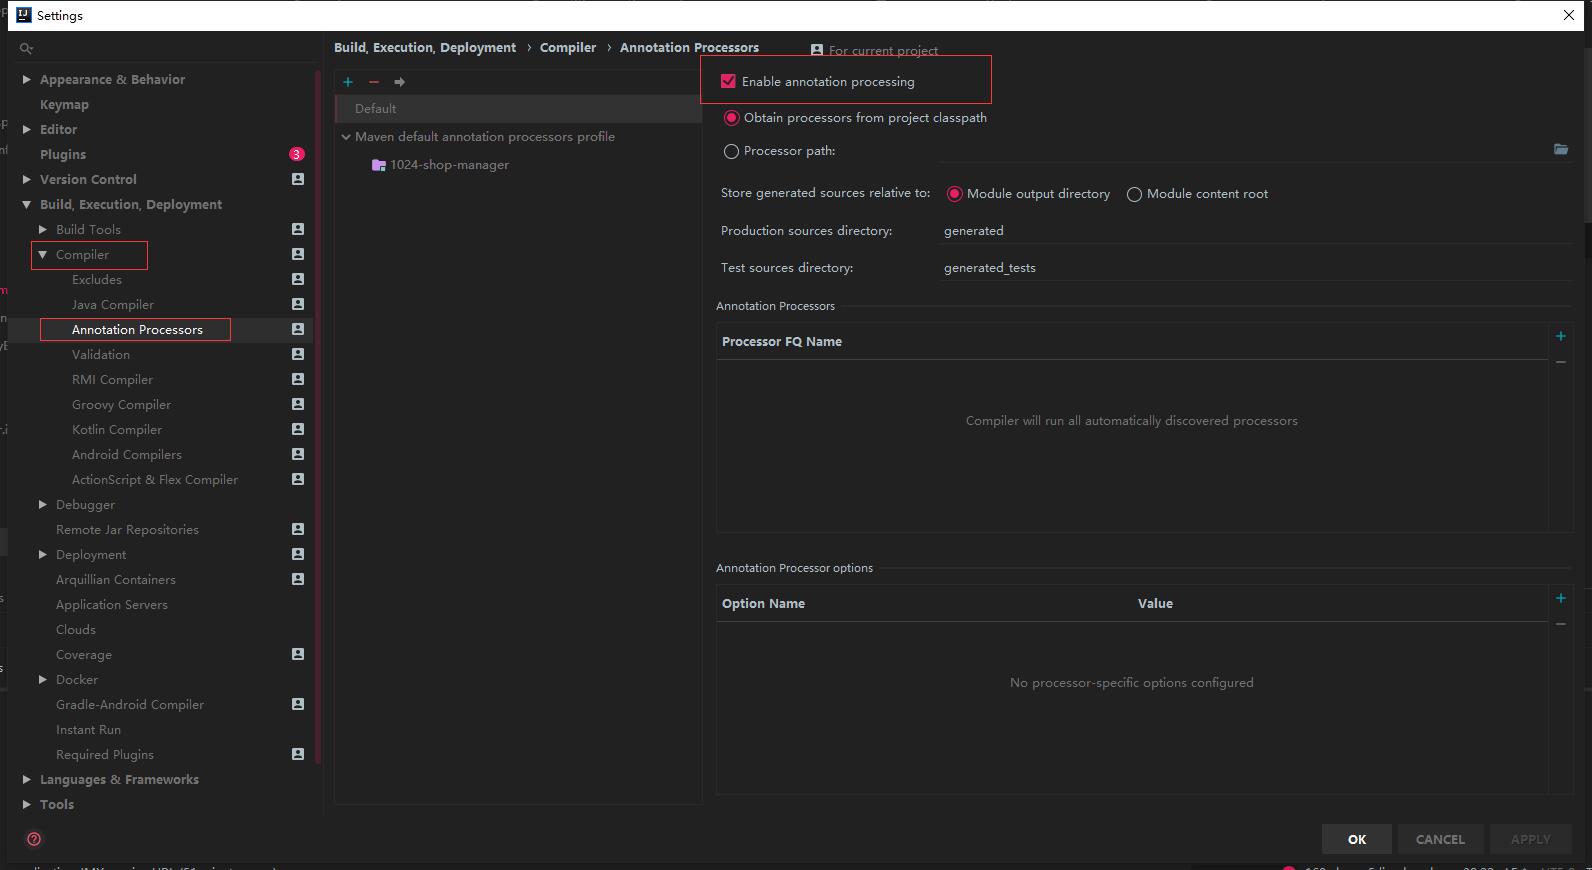 Settings
Build, Execution, Deployment › Compiler › Annotation Processors For current project
Appearance & Behavior
Keymap
Editor
Plugins 3
Version Control
Build, Execution, Deployment
Build Tools
Compiler
Excludes
Java Compiler
Annotation Processors
Validation
RMI Compiler
Groovy Compiler
Kotlin Compiler
Android Compilers
ActionScript & Flex Compiler
Debugger
Remote Jar Repositories
Deployment
Arquillian Containers
Application Servers
Clouds
Coverage
Docker
Gradle-Android Compiler
Instant Run
Required Plugins
Languages & Frameworks
Tools
Default
Maven default annotation processors profile
1024-shop-manager
Enable annotation processing
Obtain processors from project classpath
Processor path:
Store generated sources relative to: Module output directory Module content root
Production sources directory: generated
Test sources directory: generated_tests
Annotation Processors
Processor FQ Name
Compiler will run all automatically discovered processors
Annotation Processor options
Option Name Value
No processor-specific options configured
OK CANCEL APPLY